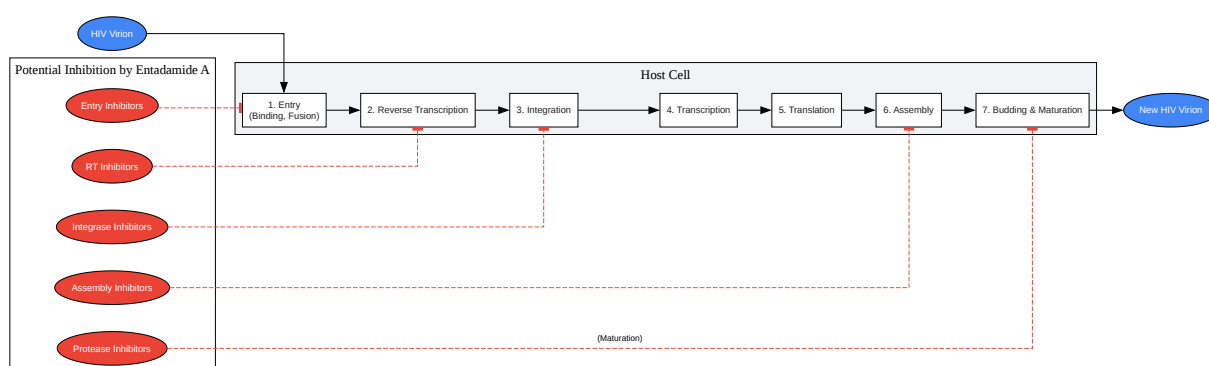 HIV Virion
Potential Inhibition by Entadamide A
Host Cell
Entry Inhibitors
1. Entry
(Binding, Fusion)
2. Reverse Transcription
3. Integration
4. Transcription
5. Translation
6. Assembly
7. Budding & Maturation
New HIV Virion
RT Inhibitors
Integrase Inhibitors
Assembly Inhibitors
(Maturation)
Protease Inhibitors